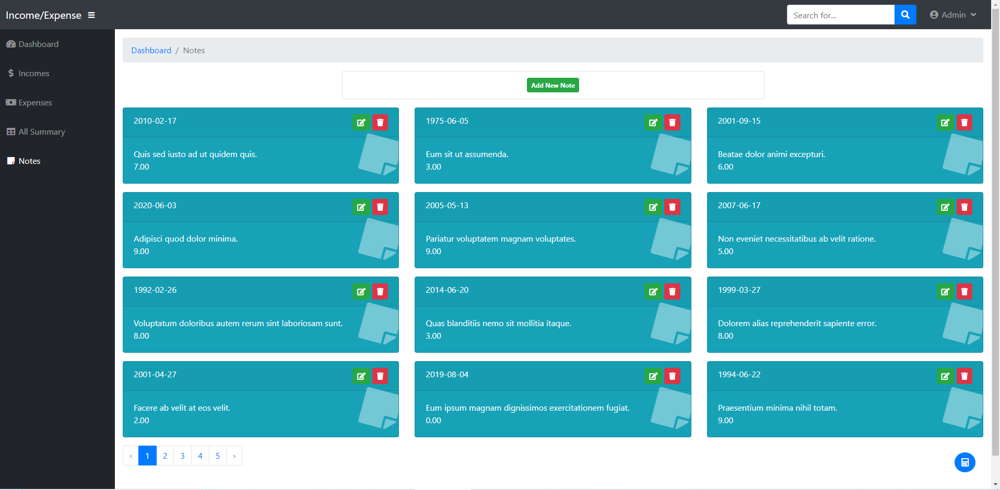 Income/Expense
Search for...
Admin
Dashboard
Incomes
Expenses
All Summary
Notes
Dashboard / Notes
Add New Note
2010-02-17
Quis sed iusto ad ut quidem quis.
7.00
1975-06-05
Eum sit ut assumenda.
3.00
2001-09-15
Beatae dolor animi excepturi.
6.00
2020-06-03
Adipisci quod dolor minima.
9.00
2005-05-13
Pariatur voluptatem magnam voluptates.
9.00
2007-06-17
Non eveniet necessitatibus ab velit ratione.
5.00
1992-02-26
Voluptatum doloribus autem rerum sint laboriosam sunt.
8.00
2014-06-20
Quas blanditiis nemo sit mollitia itaque.
3.00
1999-03-27
Dolorem alias reprehenderit sapiente error.
8.00
2001-04-27
Facere ab velit at eos velit.
2.00
2019-08-04
Eum ipsum magnam dignissimos exercitationem fugiat.
0.00
1994-06-22
Praesentium minima nihil totam.
9.00
‹ 1 2 3 4 5 ›